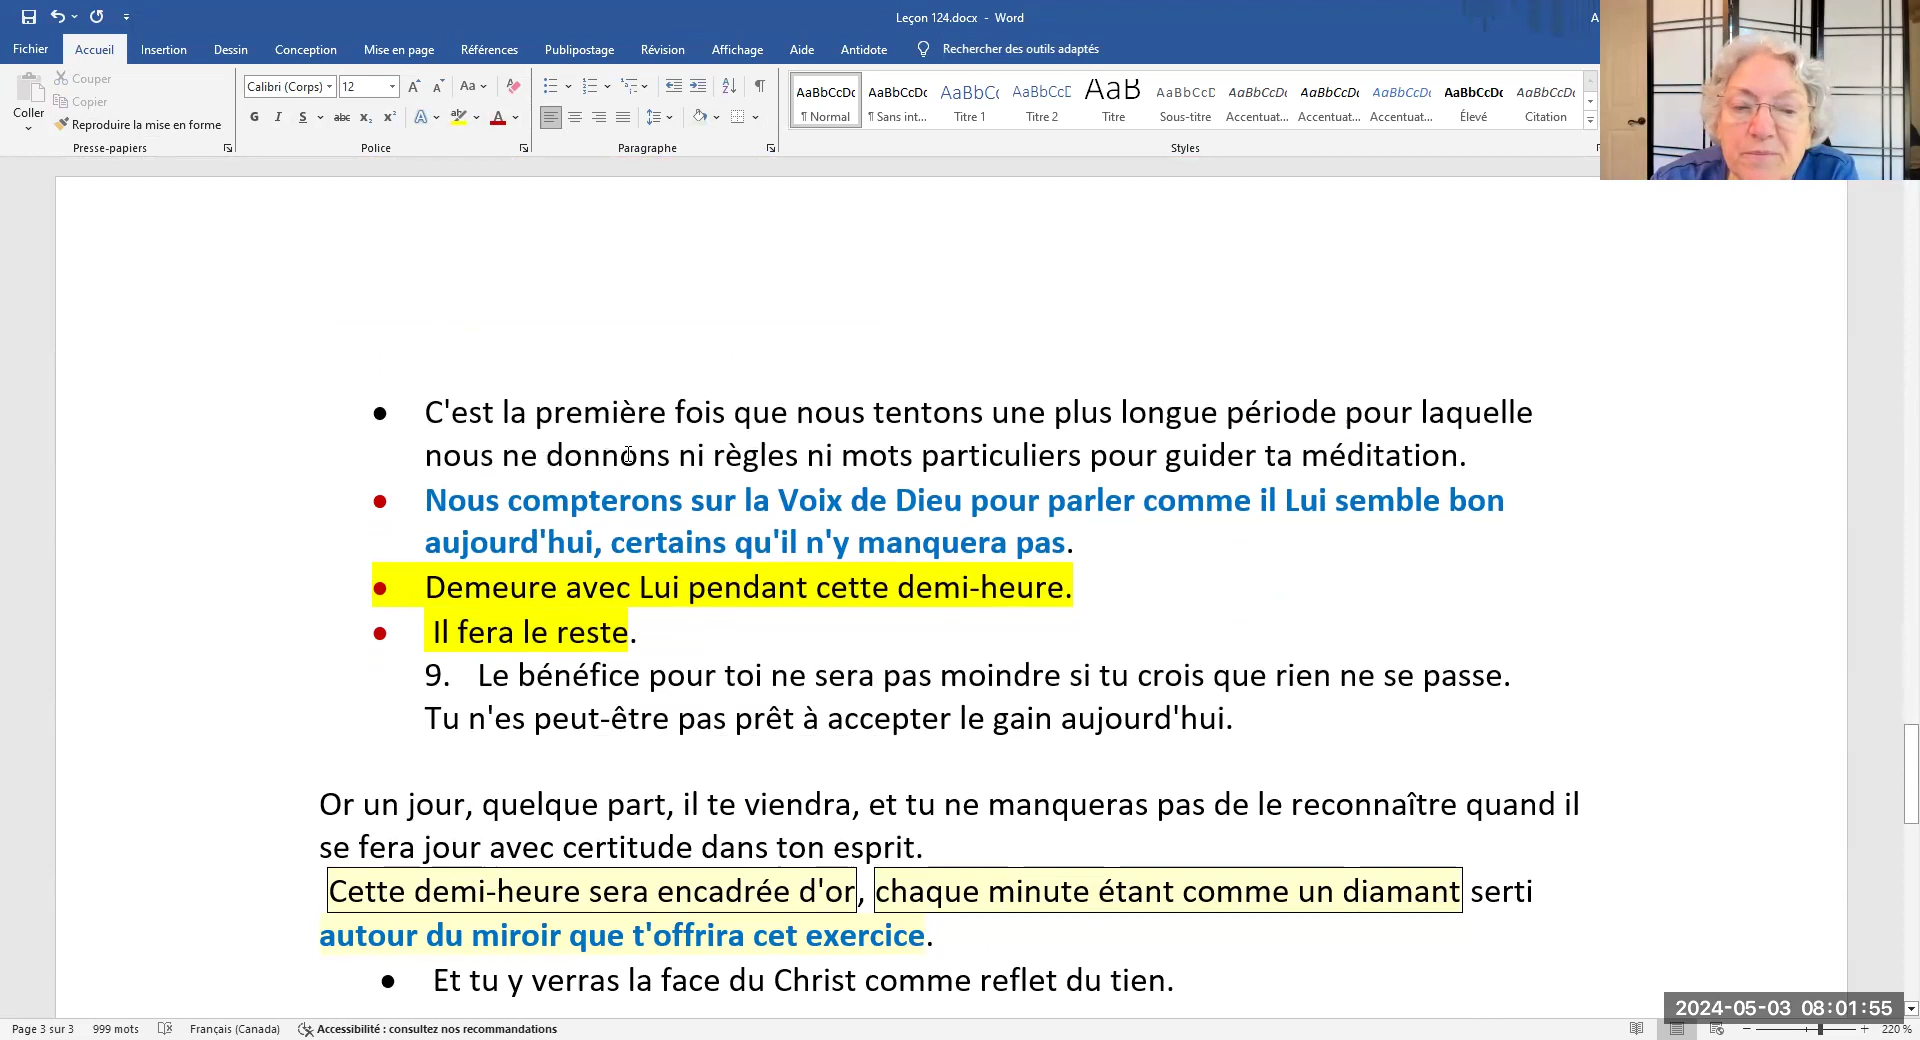 Leçon 124.docx - Word
A
Fichier Accueil Insertion Dessin Conception Mise en page Références Publipostage Révision Affichage Aide Antidote Rechercher des outils adaptés
Coller
Couper
Copier
Reproduire la mise en forme
Presse-papiers
Calibri (Corps) 12
G I S abc x₂ x²
Police
Paragraphe
AaBbCcDc AaBbCcDc AaBbCc AaBbCcC AaB AaBbCcC AaBbCcDc AaBbCcDc AaBbCcDc AaBbCcDc AaBbCcDc
¶ Normal ¶ Sans int... Titre 1 Titre 2 Titre Sous-titre Accentuat... Accentuat... Accentuat... Élevé Citation
Styles
• C'est la première fois que nous tentons une plus longue période pour laquelle
nous ne donnons ni règles ni mots particuliers pour guider ta méditation.
• Nous compterons sur la Voix de Dieu pour parler comme il Lui semble bon
aujourd'hui, certains qu'il n'y manquera pas.
• Demeure avec Lui pendant cette demi-heure.
• Il fera le reste.
9. Le bénéfice pour toi ne sera pas moindre si tu crois que rien ne se passe.
Tu n'es peut-être pas prêt à accepter le gain aujourd'hui.
Or un jour, quelque part, il te viendra, et tu ne manqueras pas de le reconnaître quand il
se fera jour avec certitude dans ton esprit.
Cette demi-heure sera encadrée d'or, chaque minute étant comme un diamant serti
autour du miroir que t'offrira cet exercice.
• Et tu y verras la face du Christ comme reflet du tien.
2024-05-03 08:01:55
Page 3 sur 3 999 mots Français (Canada) Accessibilité : consultez nos recommandations 220 %